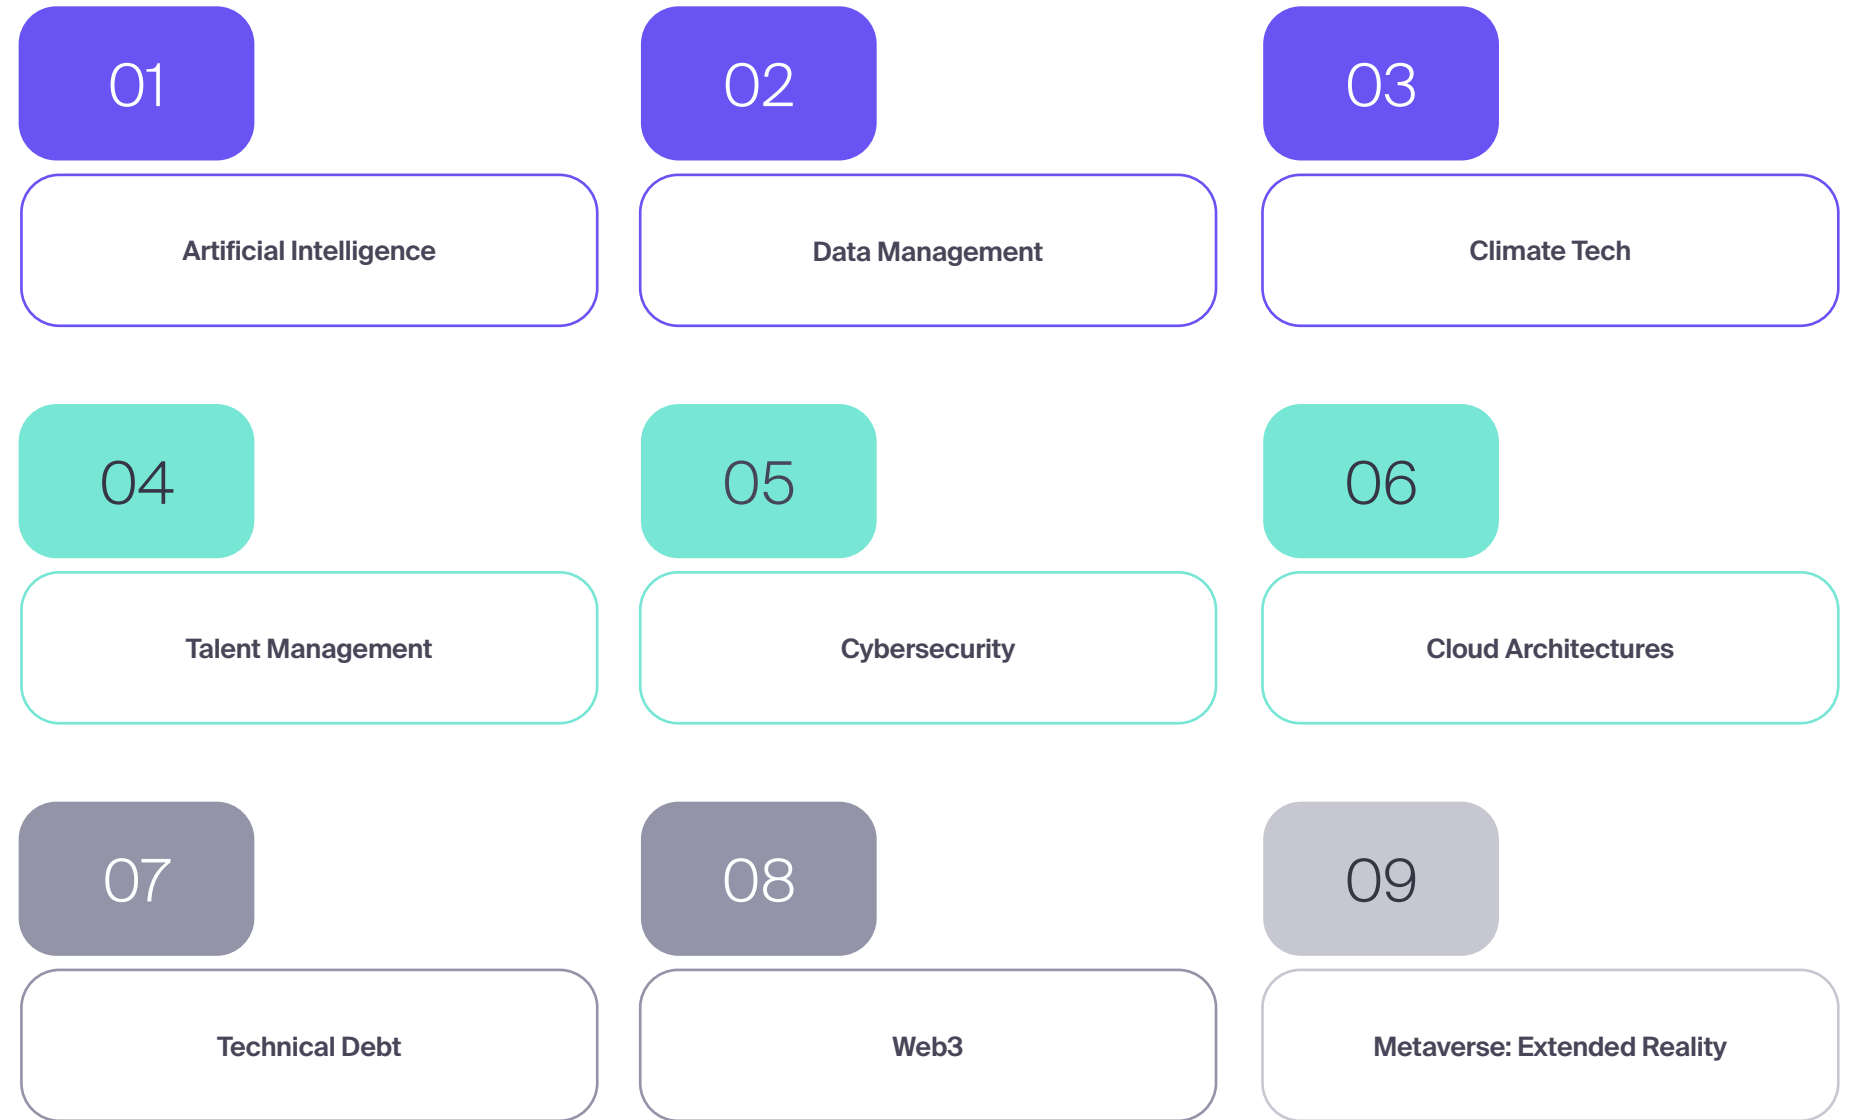 01
Artificial Intelligence
02
Data Management
03
Climate Tech
04
Talent Management
05
Cybersecurity
06
Cloud Architectures
07
Technical Debt
08
Web3
09
Metaverse: Extended Reality